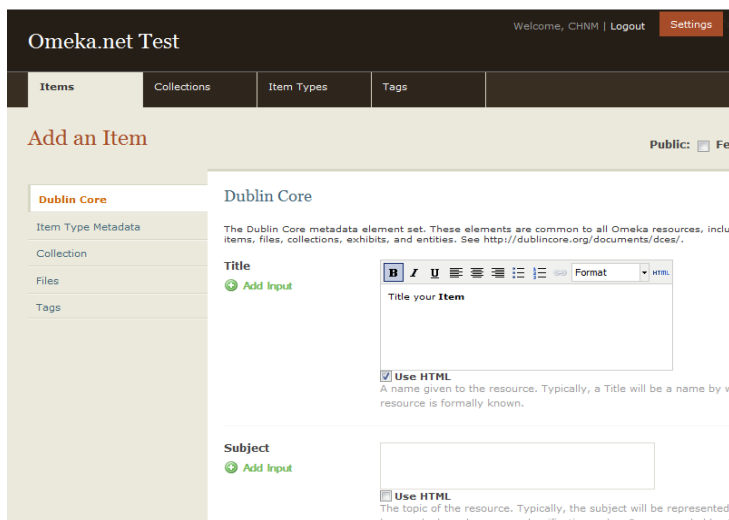 Welcome, CHNM | Logout
Settings
Omeka.net Test
Items
Collections
Item Types
Tags
Add an Item
Public:
Fe
Dublin Core
Item Type Metadata
Collection
Files
Tags
Dublin Core
The Dublin Core metadata element set. These elements are common to all Omeka resources, inclu
items, files, collections, exhibits, and entities. See http://dublincore.org/documents/dces/.
Title
Add Input
B I U Format HTML
Title your Item
Use HTML
A name given to the resource. Typically, a Title will be a name by w
resource is formally known.
Subject
Add Input
Use HTML
The topic of the resource. Typically, the subject will be represented